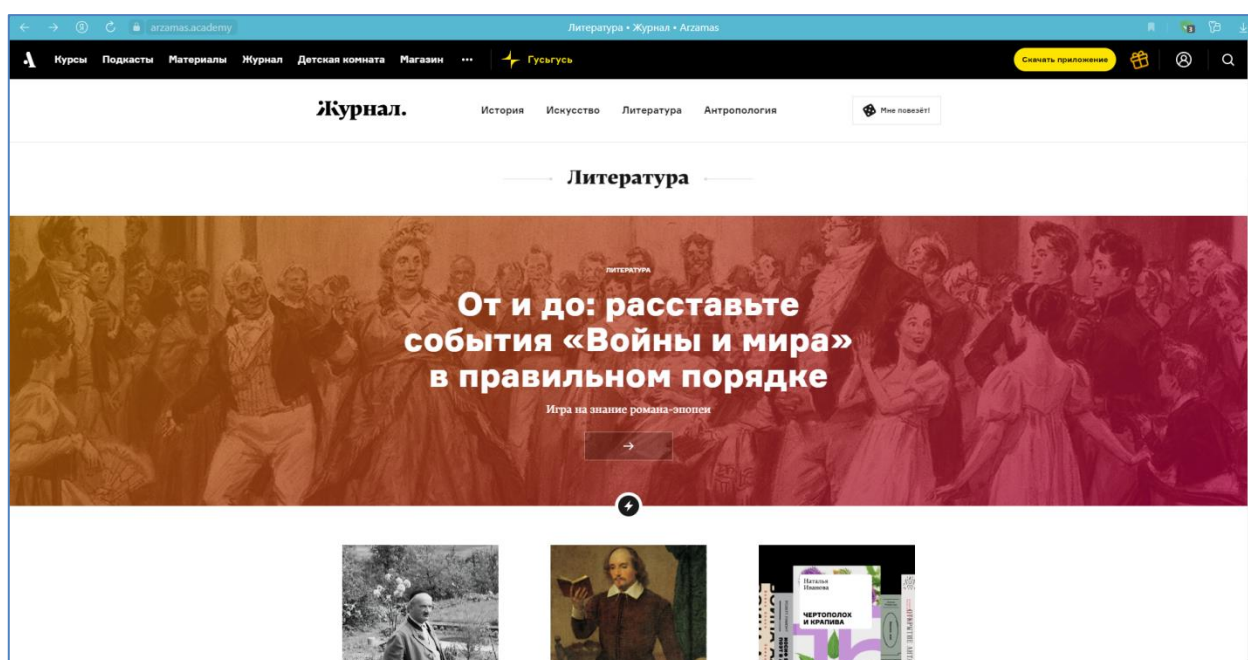 arzamas.academy
Литература • Журнал • Arzamas
3
Курсы Подкасты Материалы Журнал Детская комната Магазин ••• Гусьгусь
Скачать приложение
Журнал.
История Искусство Литература Антропология
Мне повезёт!
Литература
ЛИТЕРАТУРА
От и до: расставьте
события «Войны и мира»
в правильном порядке
Игра на знание романа-эпопеи
Наталья
Иванова
ЧЕРТОПОЛОХ
И КРАПИВА